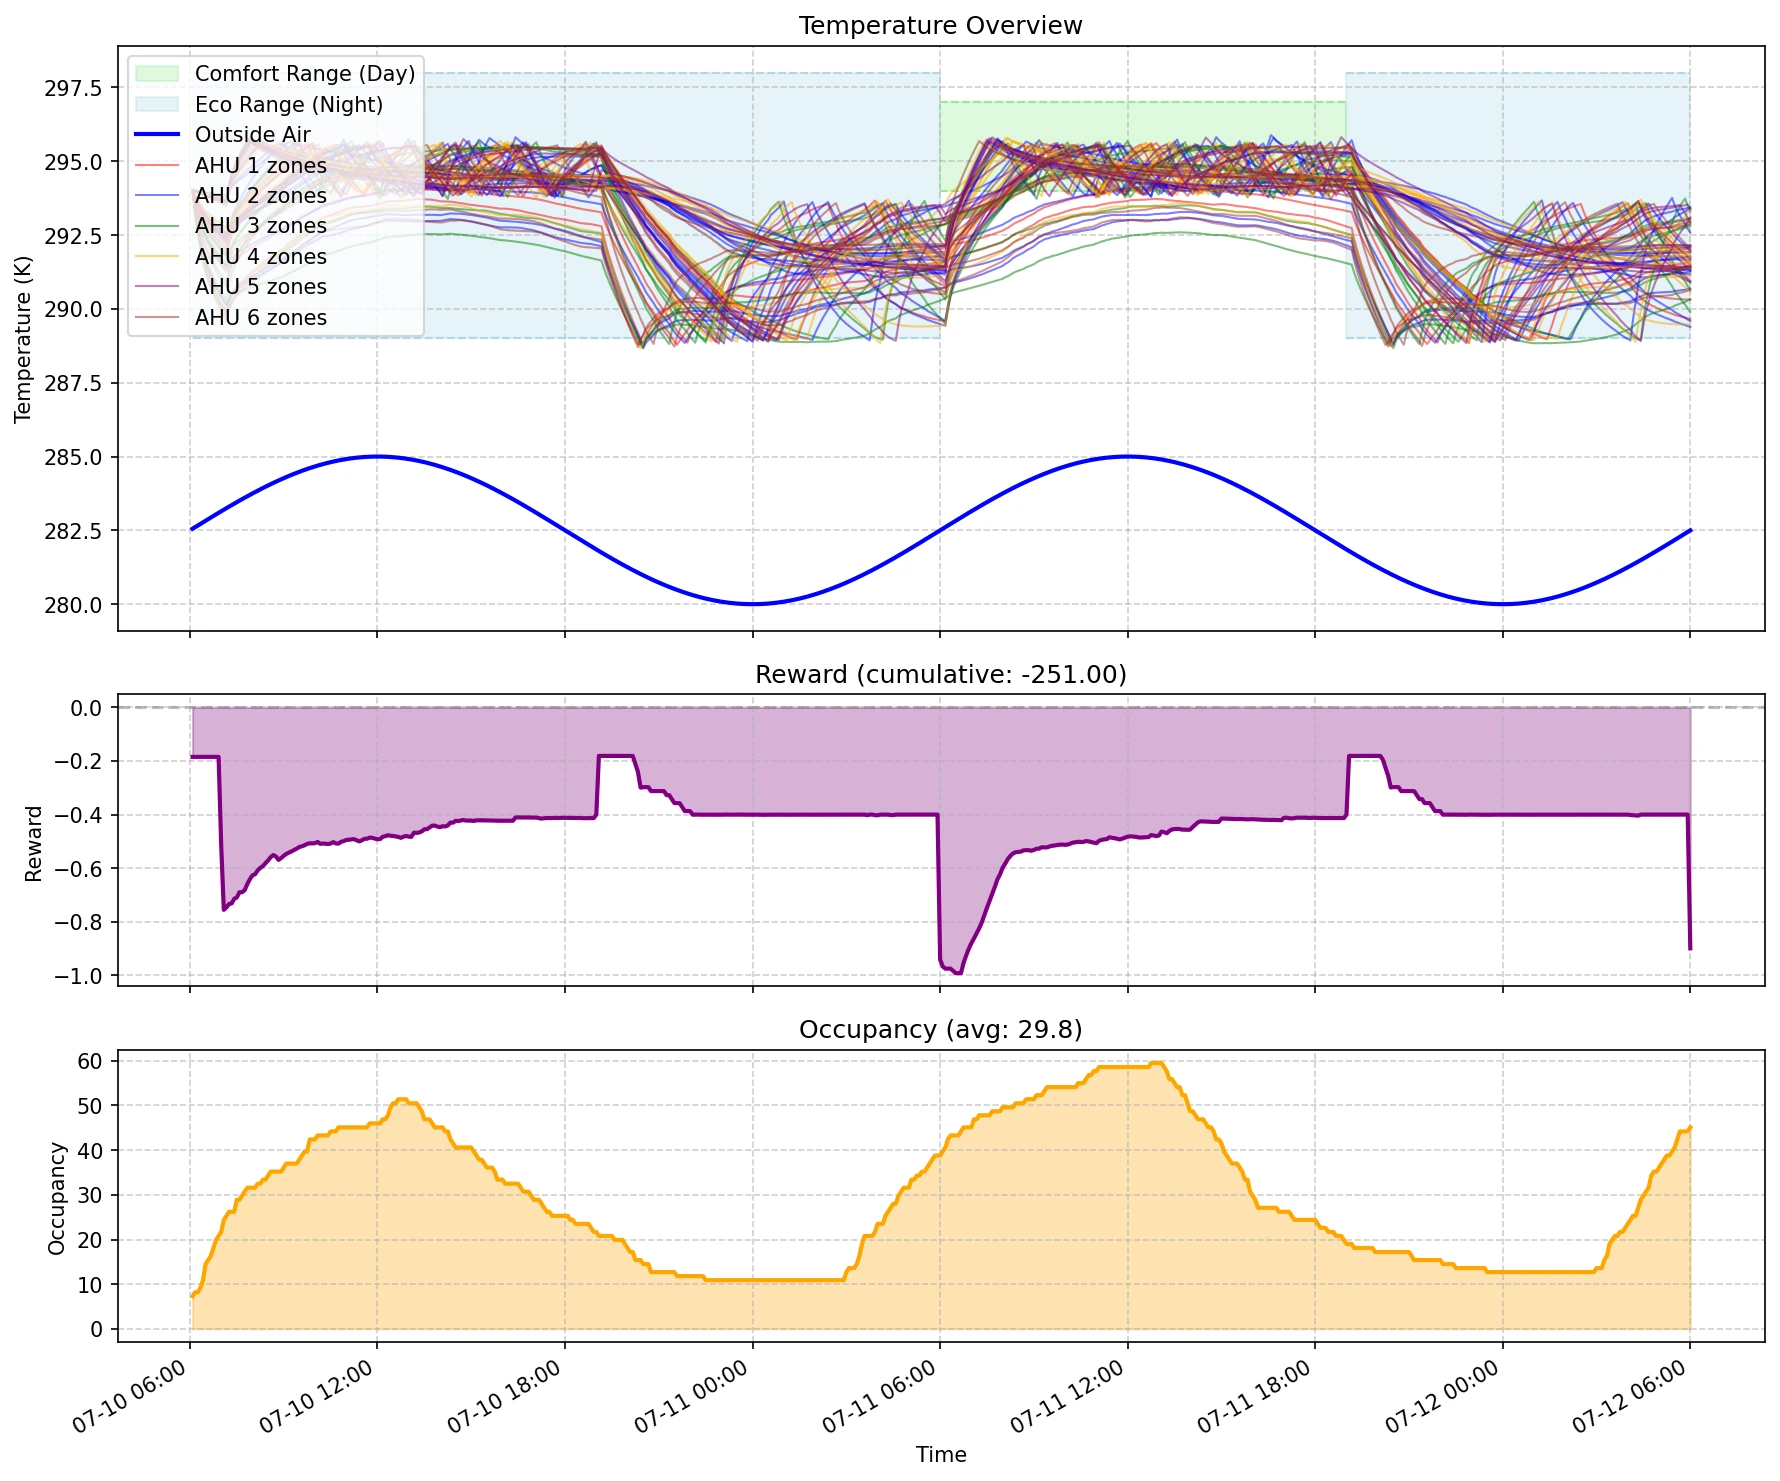 Temperature Overview
Temperature (K)
297.5
295.0
292.5
290.0
287.5
285.0
282.5
280.0
Comfort Range (Day)
Eco Range (Night)
Outside Air
AHU 1 zones
AHU 2 zones
AHU 3 zones
AHU 4 zones
AHU 5 zones
AHU 6 zones
Reward (cumulative: -251.00)
Reward
0.0
−0.2
−0.4
−0.6
−0.8
−1.0
Occupancy (avg: 29.8)
Occupancy
60
50
40
30
20
10
0
07-10 06:00
07-10 12:00
07-10 18:00
07-11 00:00
07-11 06:00
07-11 12:00
07-11 18:00
07-12 00:00
07-12 06:00
Time